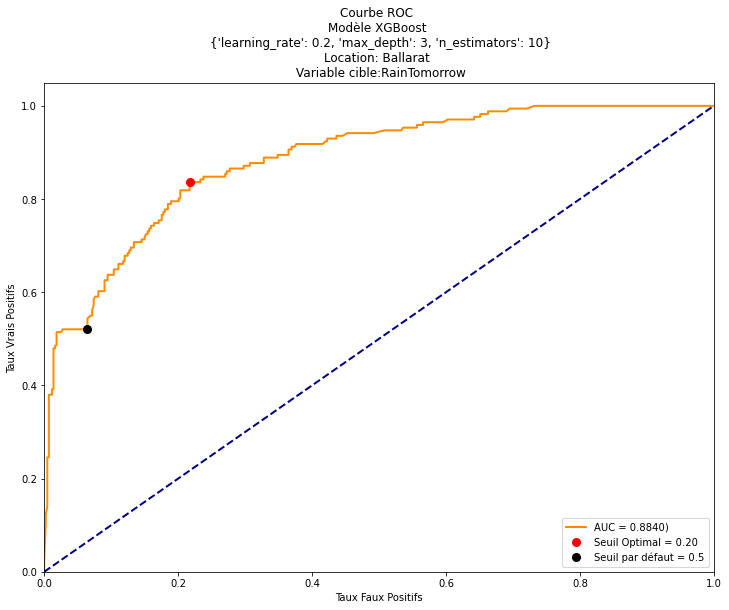 Courbe ROC
Modèle XGBoost
{'learning_rate': 0.2, 'max_depth': 3, 'n_estimators': 10}
Location: Ballarat
Variable cible:RainTomorrow
1.0
0.8
0.6
0.4
0.2
0.0
Taux Vrais Positifs
0.0 0.2 0.4 0.6 0.8 1.0
Taux Faux Positifs
AUC = 0.8840)
Seuil Optimal = 0.20
Seuil par défaut = 0.5